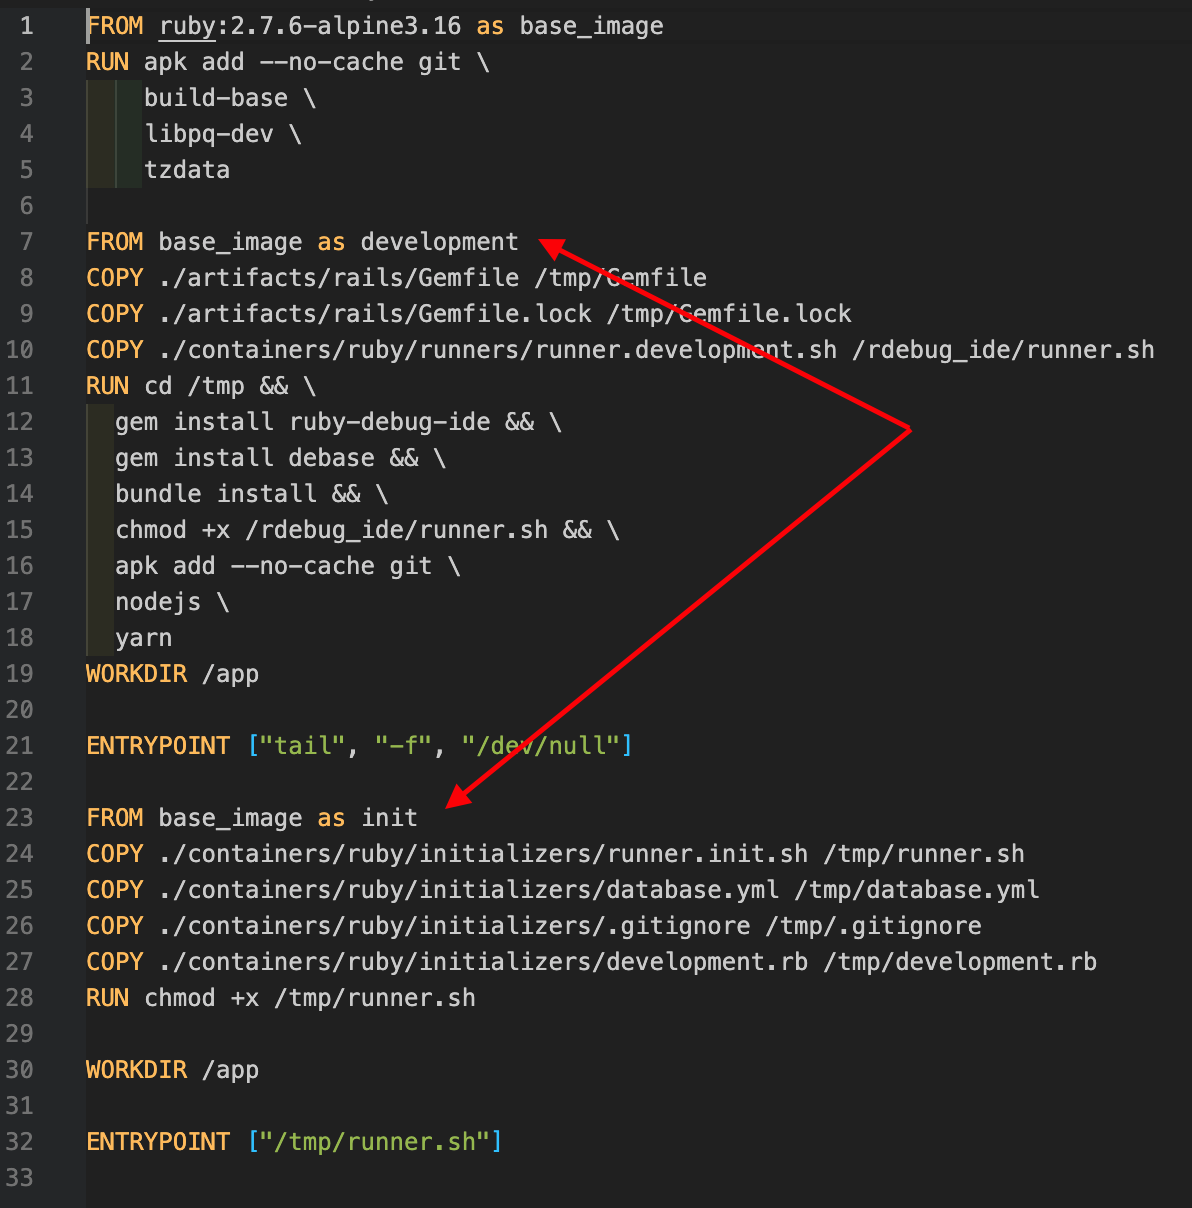 1 FROM ruby:2.7.6-alpine3.16 as base_image
2 RUN apk add --no-cache git \
3 build-base \
4 libpq-dev \
5 tzdata
6
7 FROM base_image as development
8 COPY ./artifacts/rails/Gemfile /tmp/Gemfile
9 COPY ./artifacts/rails/Gemfile.lock /tmp/Gemfile.lock
10 COPY ./containers/ruby/runners/runner.development.sh /rdebug_ide/runner.sh
11 RUN cd /tmp && \
12 gem install ruby-debug-ide && \
13 gem install debase && \
14 bundle install && \
15 chmod +x /rdebug_ide/runner.sh && \
16 apk add --no-cache git \
17 nodejs \
18 yarn
19 WORKDIR /app
20
21 ENTRYPOINT ["tail", "-f", "/dev/null"]
22
23 FROM base_image as init
24 COPY ./containers/ruby/initializers/runner.init.sh /tmp/runner.sh
25 COPY ./containers/ruby/initializers/database.yml /tmp/database.yml
26 COPY ./containers/ruby/initializers/.gitignore /tmp/.gitignore
27 COPY ./containers/ruby/initializers/development.rb /tmp/development.rb
28 RUN chmod +x /tmp/runner.sh
29
30 WORKDIR /app
31
32 ENTRYPOINT ["/tmp/runner.sh"]
33